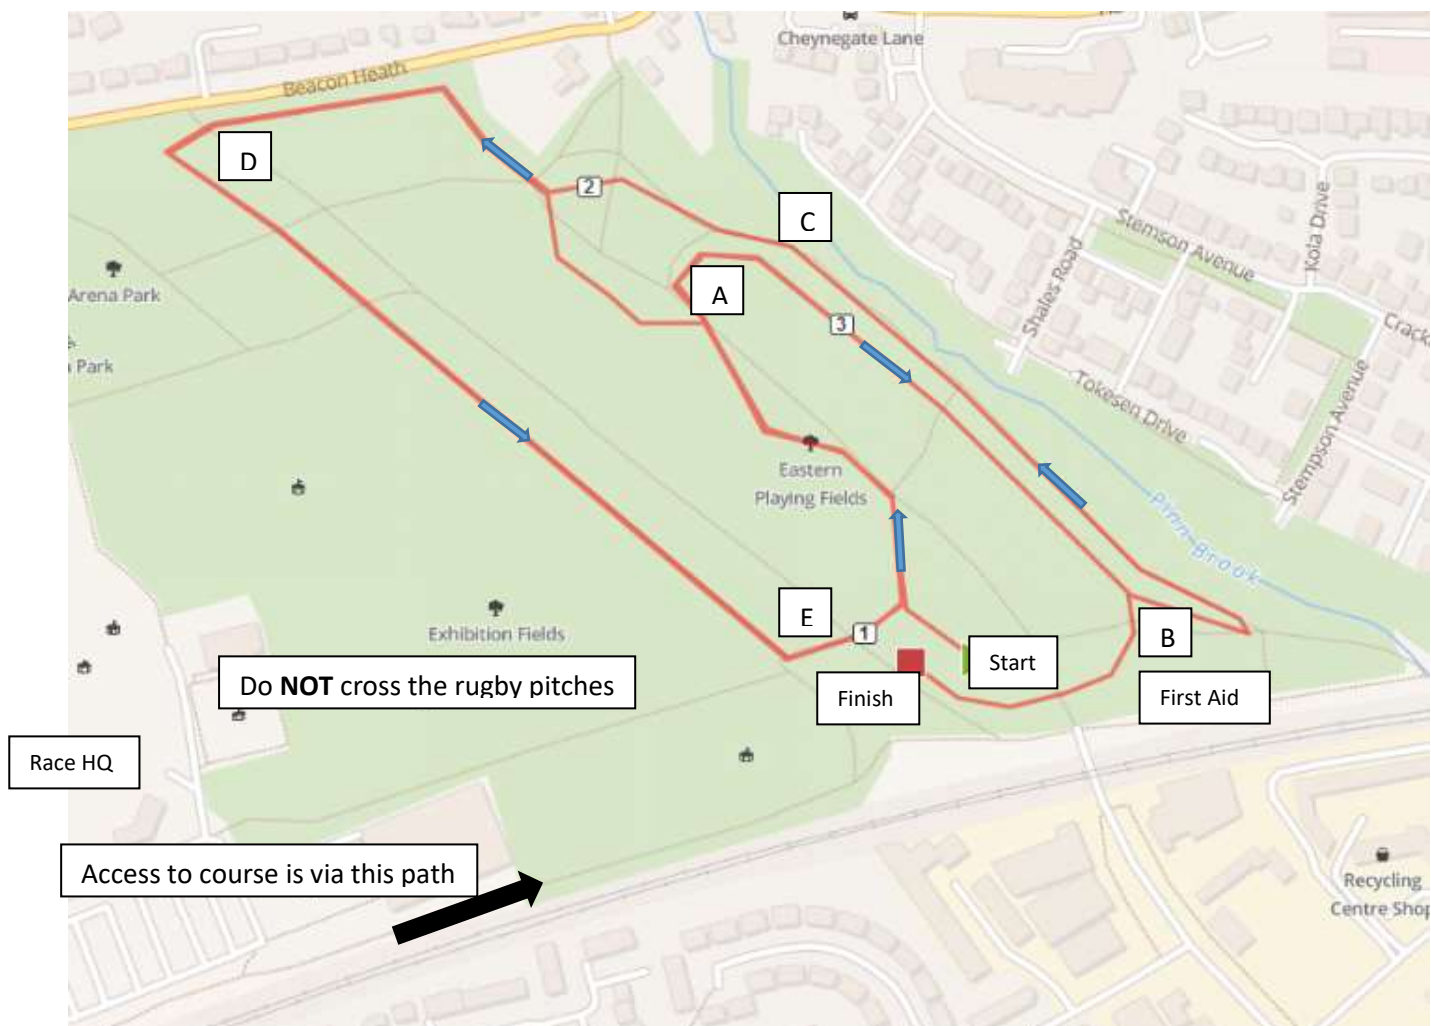 Cheynegate Lane
Beacon Heath
D
2
C
Stemson Avenue
Kola Drive
Shales Road
A
Arena Park
Park
3
Cracka
Tokesen Drive
Stempson Avenue
Eastern
Playing Fields
Pinn Brook
Exhibition Fields
E
1
B
Start
Do NOT cross the rugby pitches
Finish
First Aid
Race HQ
Access to course is via this path
Recycling
Centre Shop